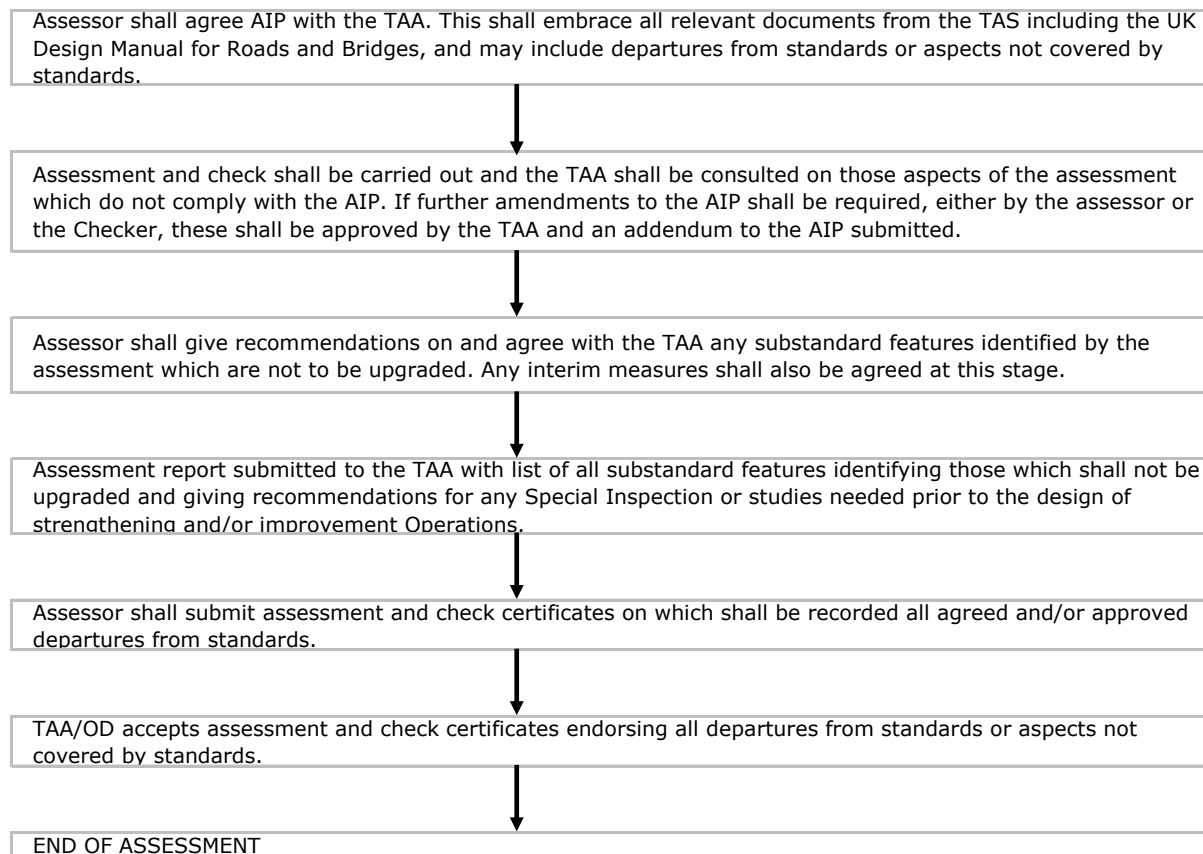 Assessor shall agree AIP with the TAA. This shall embrace all relevant documents from the TAS including the UK
Design Manual for Roads and Bridges, and may include departures from standards or aspects not covered by
standards.
Assessment and check shall be carried out and the TAA shall be consulted on those aspects of the assessment
which do not comply with the AIP. If further amendments to the AIP shall be required, either by the assessor or
the Checker, these shall be approved by the TAA and an addendum to the AIP submitted.
Assessor shall give recommendations on and agree with the TAA any substandard features identified by the
assessment which are not to be upgraded. Any interim measures shall also be agreed at this stage.
Assessment report submitted to the TAA with list of all substandard features identifying those which shall not be
upgraded and giving recommendations for any Special Inspection or studies needed prior to the design of
strengthening and/or improvement Operations.
Assessor shall submit assessment and check certificates on which shall be recorded all agreed and/or approved
departures from standards.
TAA/OD accepts assessment and check certificates endorsing all departures from standards or aspects not
covered by standards.
END OF ASSESSMENT